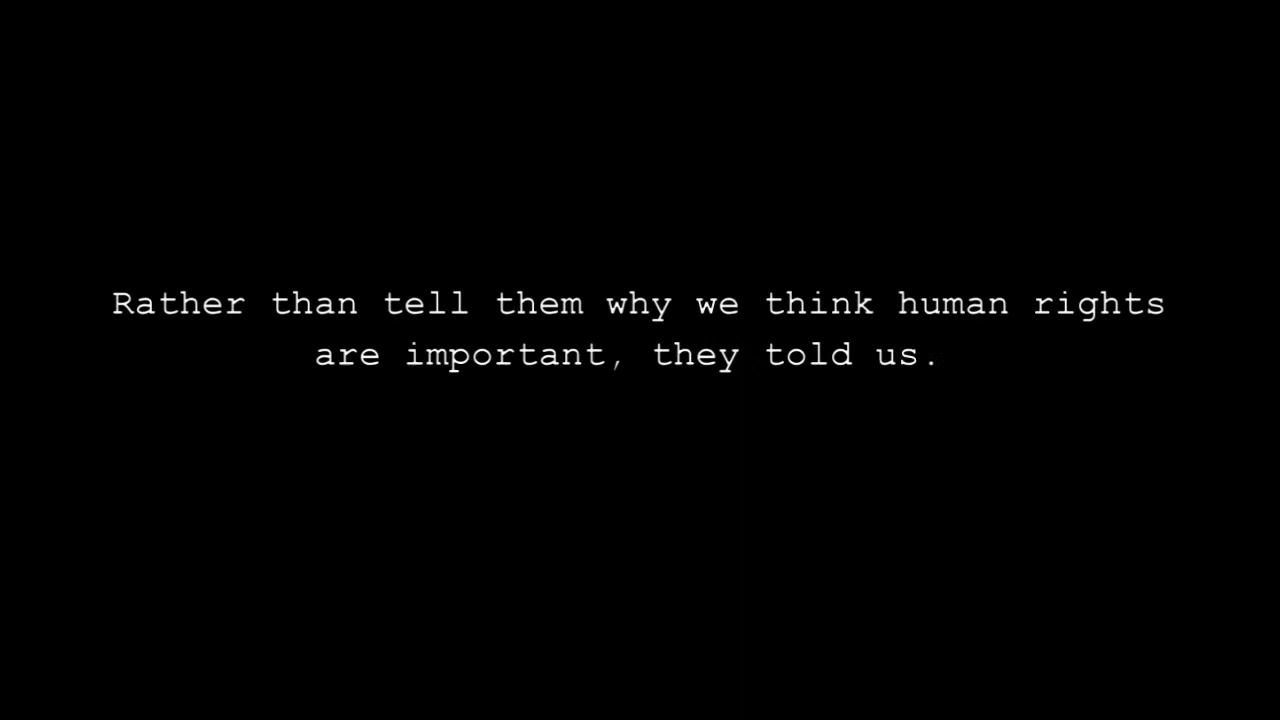 Rather than tell them why we think human rights
are important, they told us.